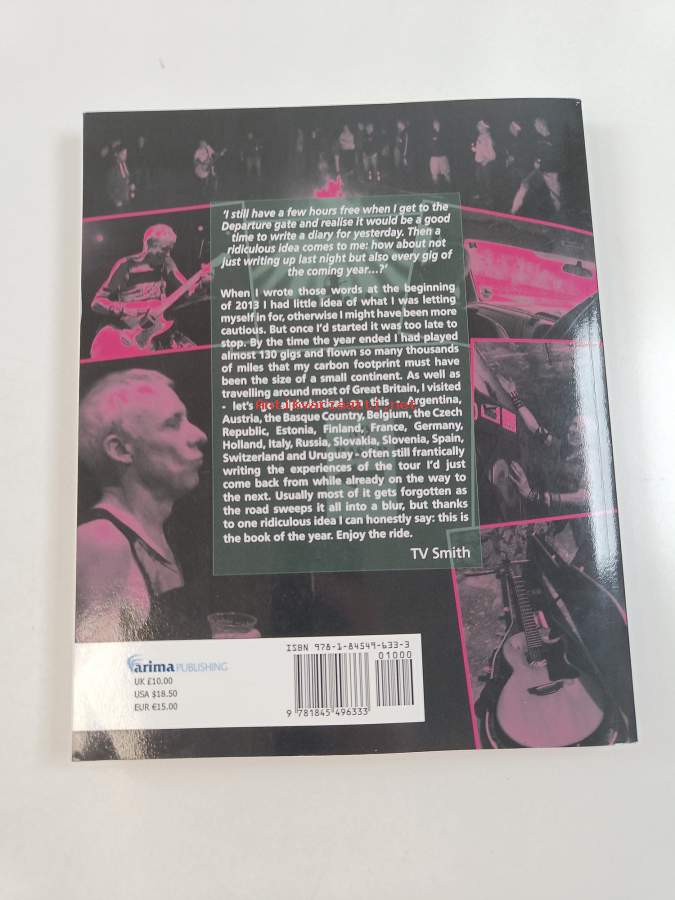 'I still have a few hours free when I get to the
Departure gate and realise it would be a good
time to write a diary for yesterday. Then a
ridiculous idea comes to me: how about not
just writing up last night but also every gig of
the coming year...?'
When I wrote those words at the beginning
of 2013 I had little idea of what I was letting
myself in for, otherwise I might have been more
cautious. But once I'd started it was too late to
stop. By the time the year ended I had played
almost 130 gigs and flown so many thousands
of miles that my carbon footprint must have
been the size of a small continent. As well as
travelling around most of Great Britain, I visited
- let's do alphabetical on this - Argentina,
Austria, the Basque Country, Belgium, the Czech
Republic, Estonia, Finland, France, Germany,
Holland, Italy, Russia, Slovakia, Slovenia, Spain,
Switzerland and Uruguay - often still frantically
writing the experiences of the tour I'd just
come back from while already on the way to
the next. Usually most of it gets forgotten as
the road sweeps it all into a blur, but thanks
to one ridiculous idea I can honestly say: this is
the book of the year. Enjoy the ride.
TV Smith
arima PUBLISHING
UK £10.00
USA $18.50
EUR €15.00
ISBN 978-1-84549-633-3
01000
9 781845 496333